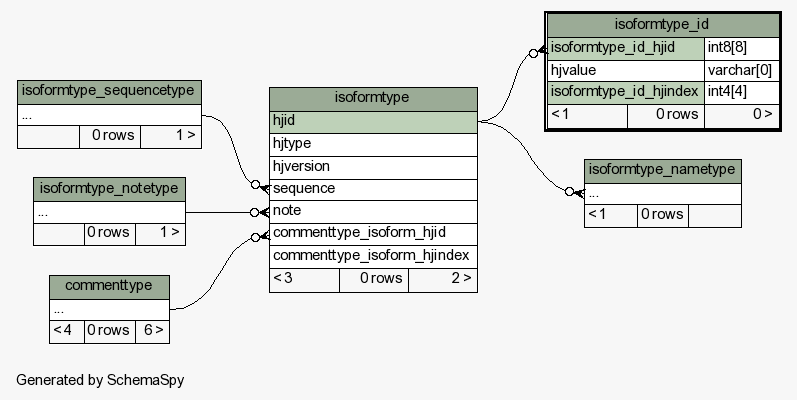 isoformtype_id
isoformtype_id_hjid int8[8]
hjvalue varchar[0]
isoformtype_id_hjindex int4[4]
< 1 0 rows 0 >
isoformtype_sequencetype
...
0 rows 1 >
isoformtype
hjid
hjtype
hjversion
sequence
note
commenttype_isoform_hjid
commenttype_isoform_hjindex
< 3 0 rows 2 >
isoformtype_nametype
...
< 1 0 rows
isoformtype_notetype
...
0 rows 1 >
commenttype
...
< 4 0 rows 6 >
Generated by SchemaSpy